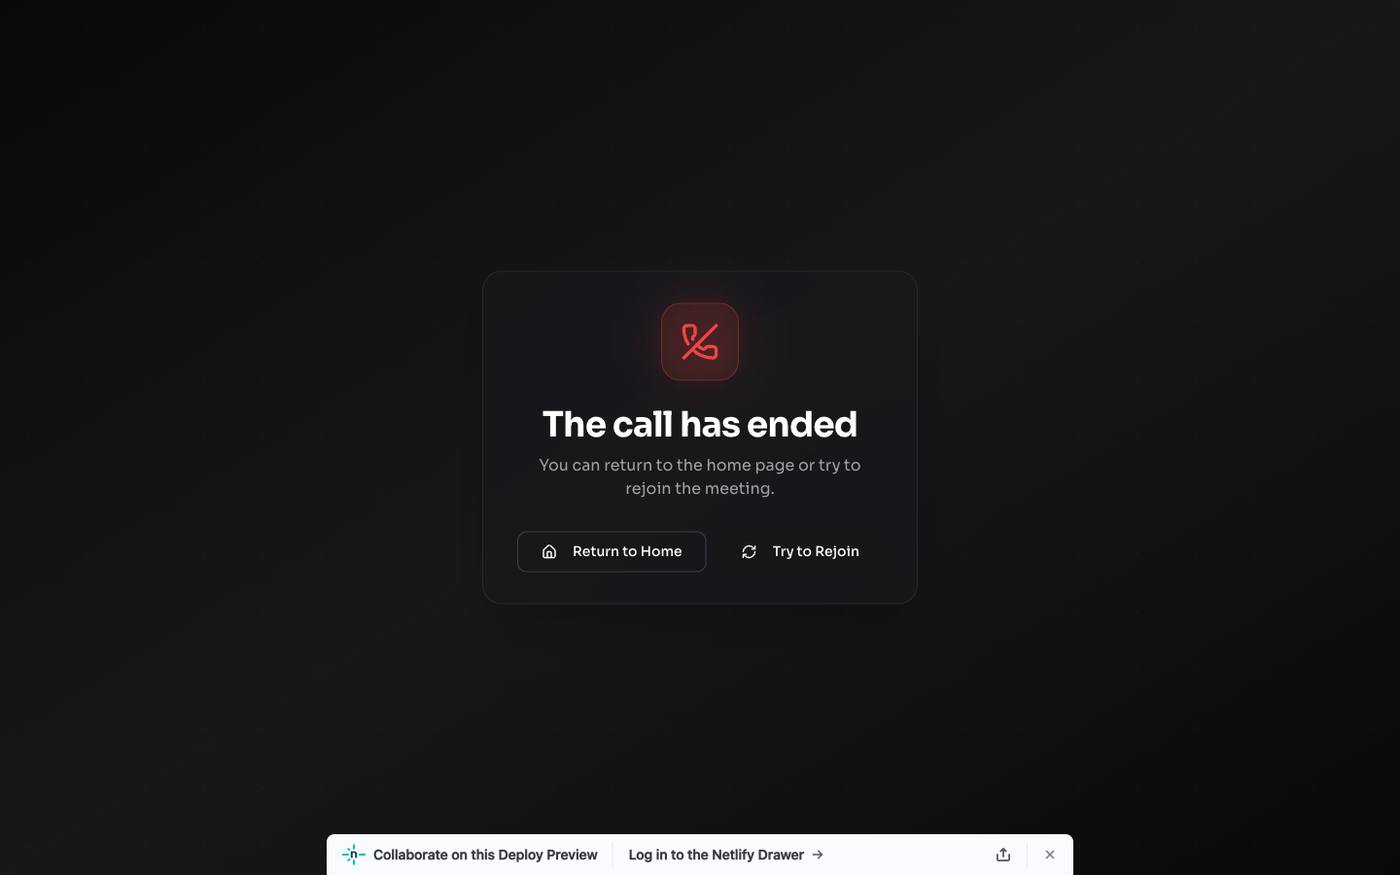 The call has ended
You can return to the home page or try to
rejoin the meeting.
Return to Home
Try to Rejoin
n
Collaborate on this Deploy Preview
Log in to the Netlify Drawer →